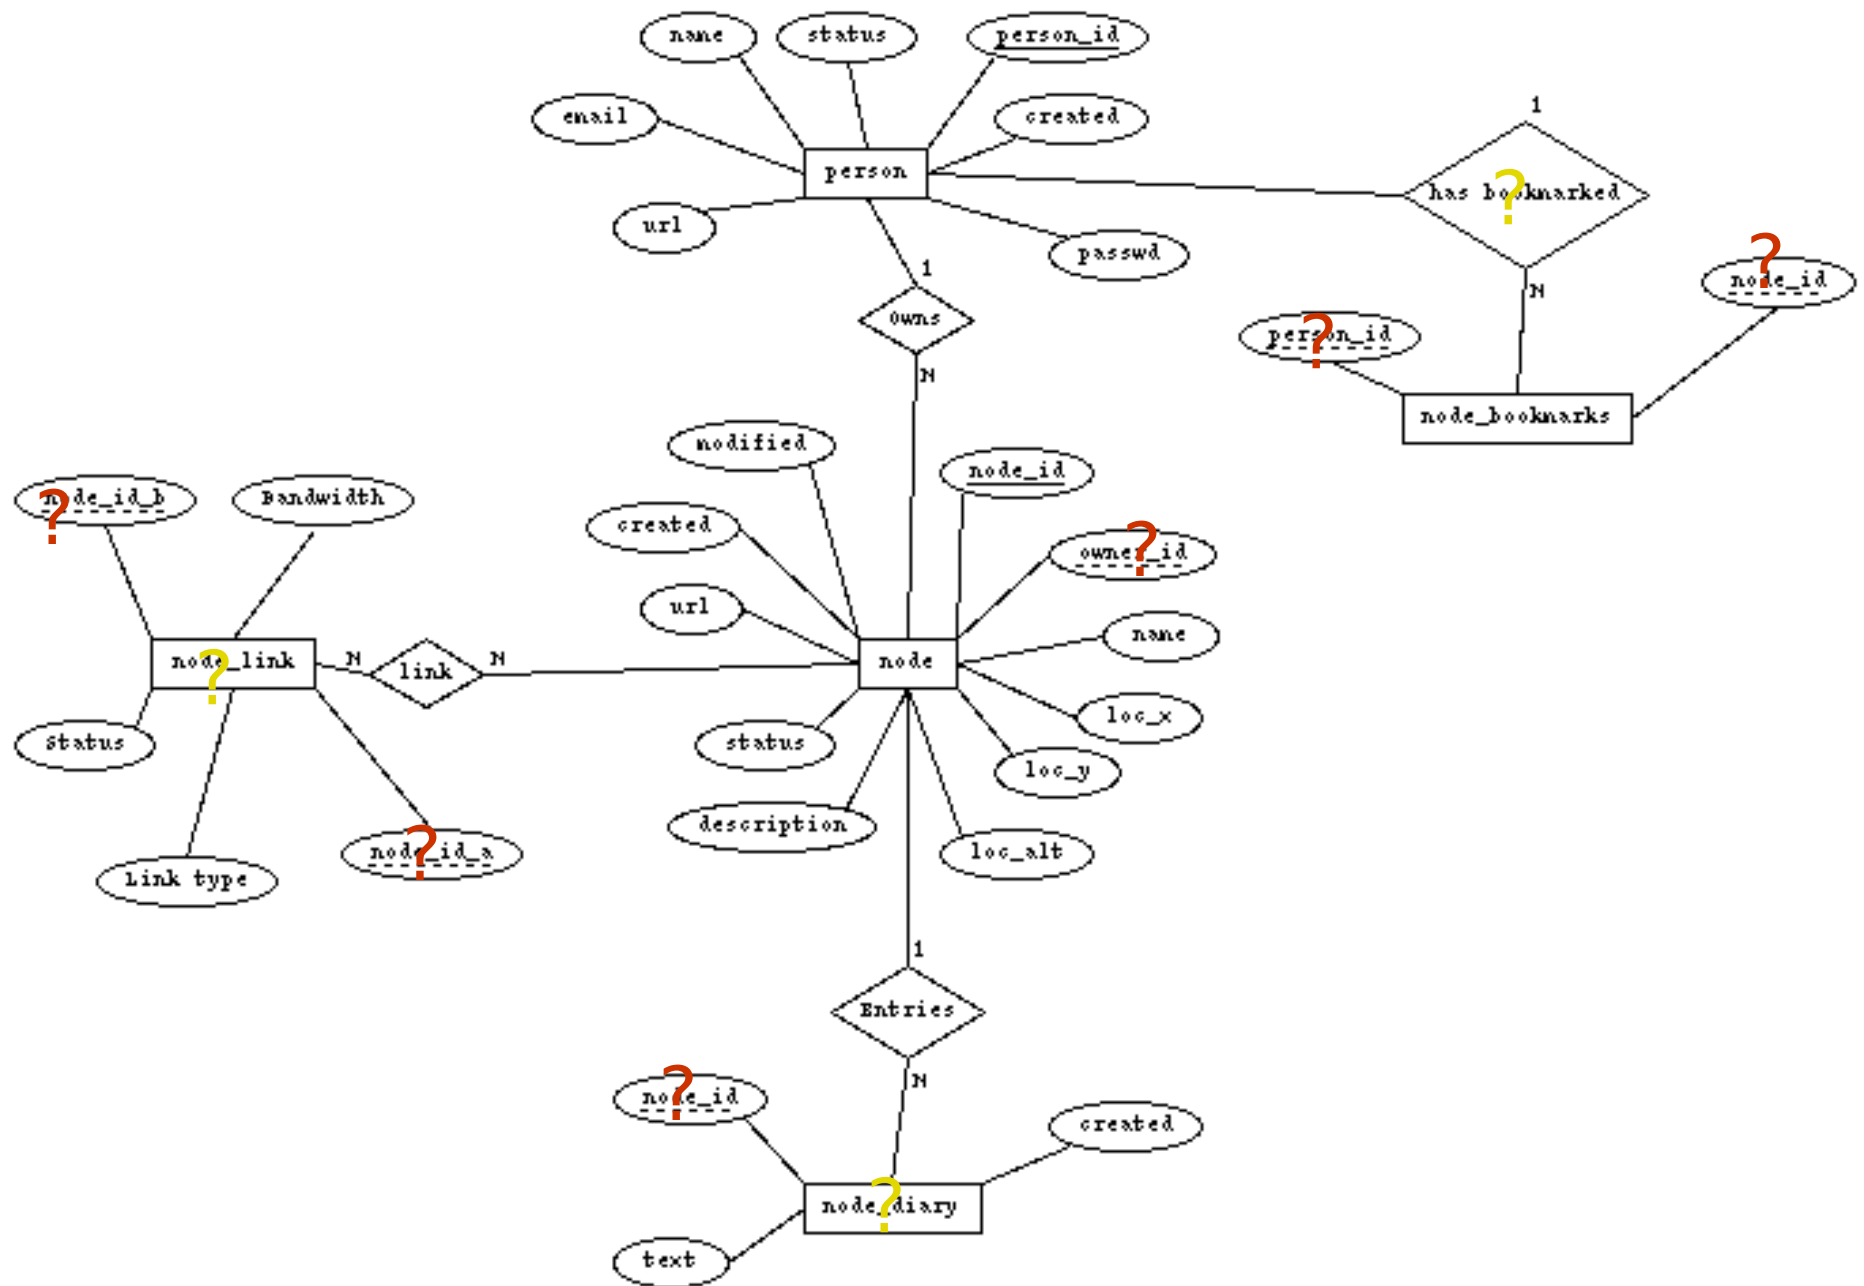 name
status
person_id
email
created
1
person
has bookmarked
?
url
passwd
1
?
node_id
N
owns
?
person_id
N
node_bookmarks
modified
node_id
node_id_b
?
Bandwidth
created
owner_id
?
url
name
node_link
?
N
link
N
node
loc_x
status
status
loc_y
description
Link type
node_id_a
?
loc_alt
1
Entries
N
node_id
?
created
node_diary
?
text